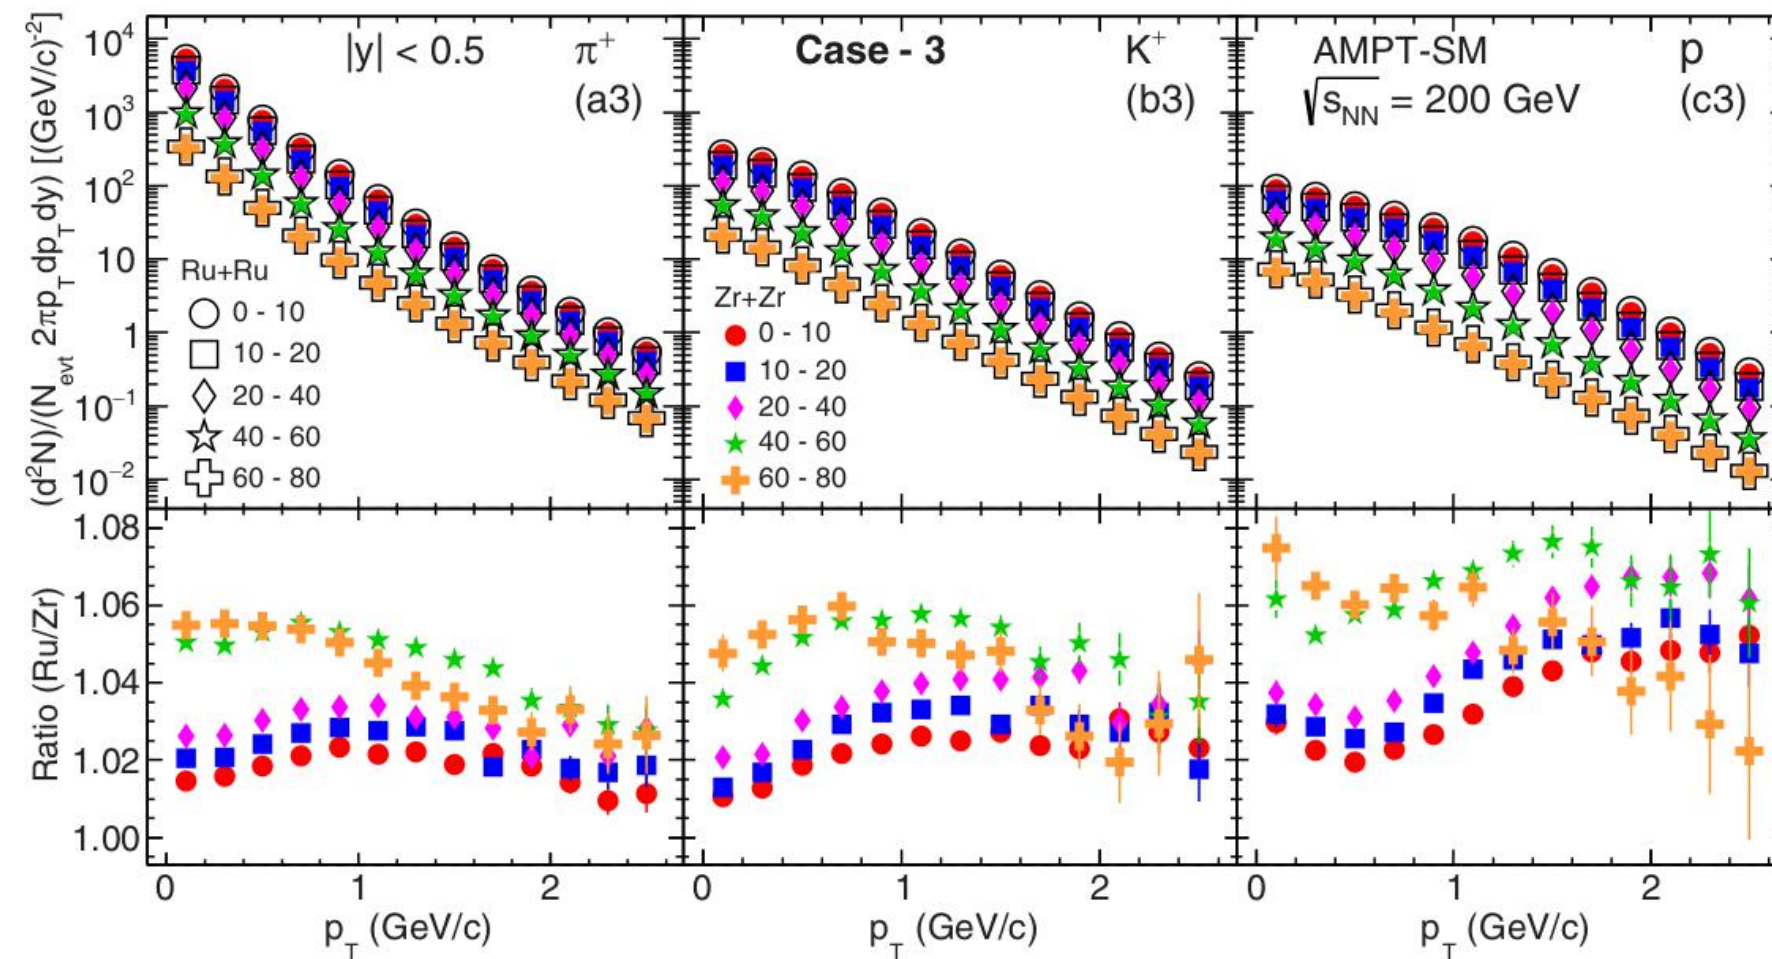 (d²N)/(N_evt 2πp_T dp_T dy) [(GeV/c)⁻²]
10⁴
10³
10²
10
1
10⁻¹
10⁻²
|y| < 0.5
π⁺
(a3)
Ru+Ru
0 - 10
10 - 20
20 - 40
40 - 60
60 - 80
Case - 3
K⁺
(b3)
Zr+Zr
0 - 10
10 - 20
20 - 40
40 - 60
60 - 80
AMPT-SM
p
√s_NN = 200 GeV
(c3)
Ratio (Ru/Zr)
1.08
1.06
1.04
1.02
1.00
0 1 2
0 1 2
0 1 2
p_T (GeV/c)
p_T (GeV/c)
p_T (GeV/c)